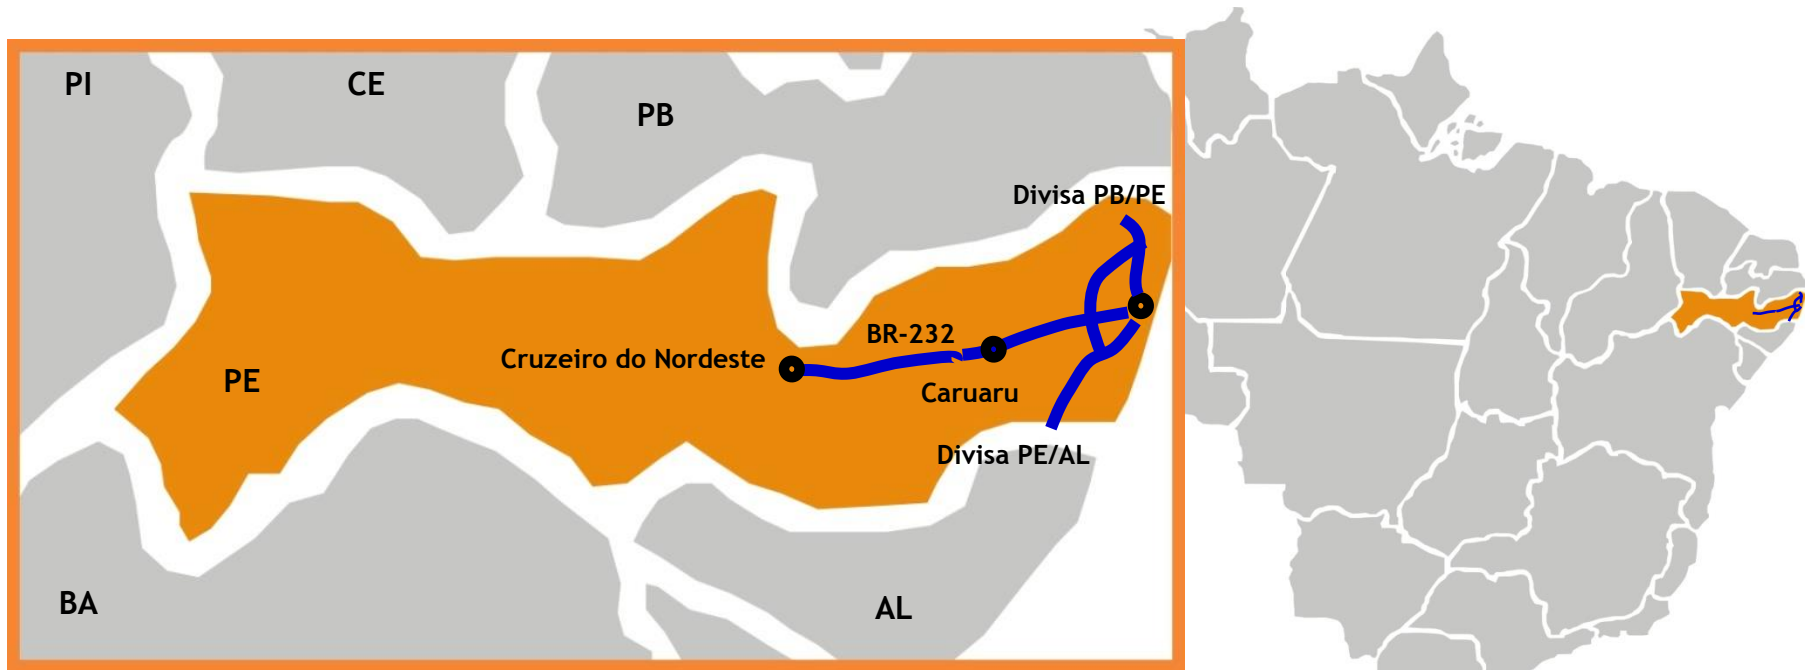 PI
CE
PB
Divisa PB/PE
BR-232
Cruzeiro do Nordeste
PE
Caruaru
Divisa PE/AL
BA
AL